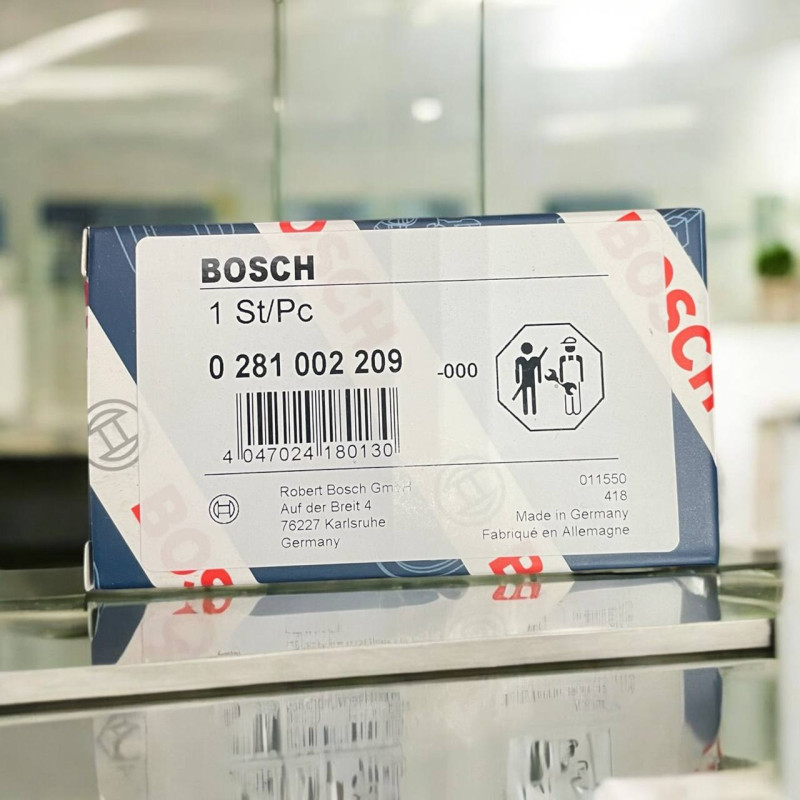 BOSCH
1 St/Pc
0 281 002 209 -000
4 047024 180130
Robert Bosch GmbH
Auf der Breit 4
76227 Karlsruhe
Germany
011550
418
Made in Germany
Fabriqué en Allemagne
BOSCH